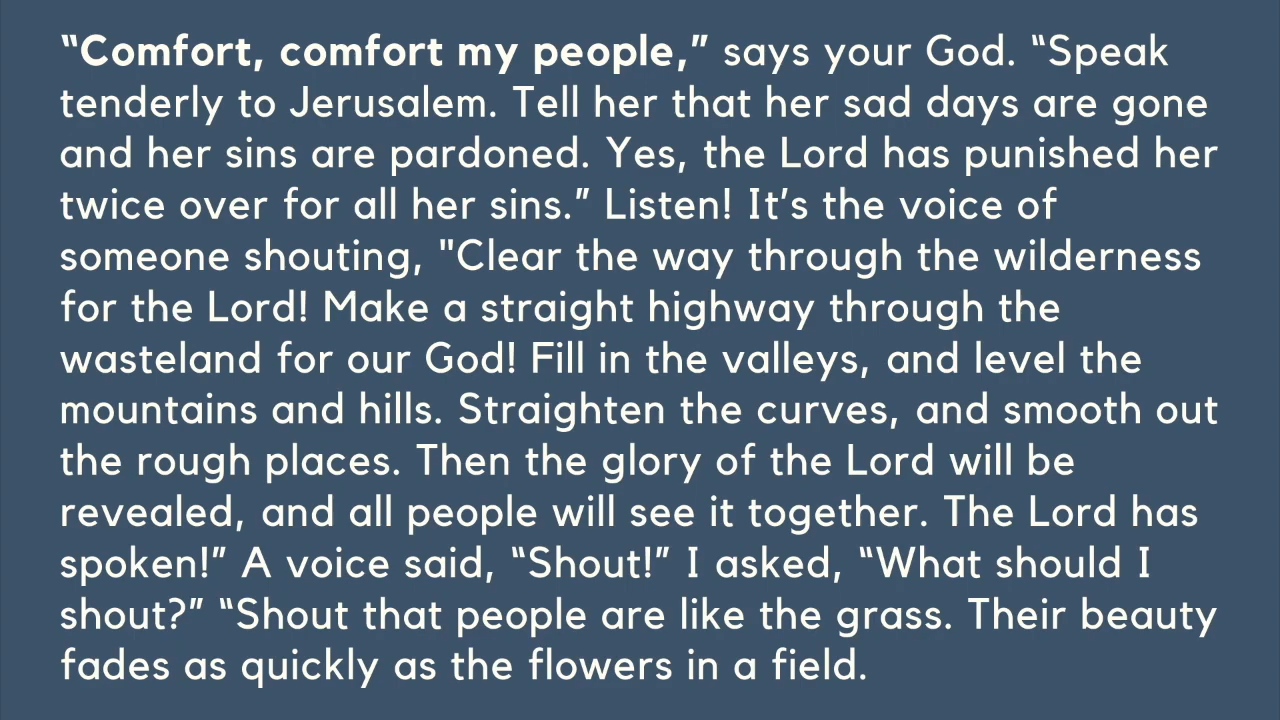 “Comfort, comfort my people,” says your God. “Speak
tenderly to Jerusalem. Tell her that her sad days are gone
and her sins are pardoned. Yes, the Lord has punished her
twice over for all her sins.” Listen! It’s the voice of
someone shouting, "Clear the way through the wilderness
for the Lord! Make a straight highway through the
wasteland for our God! Fill in the valleys, and level the
mountains and hills. Straighten the curves, and smooth out
the rough places. Then the glory of the Lord will be
revealed, and all people will see it together. The Lord has
spoken!” A voice said, “Shout!” I asked, “What should I
shout?” “Shout that people are like the grass. Their beauty
fades as quickly as the flowers in a field.